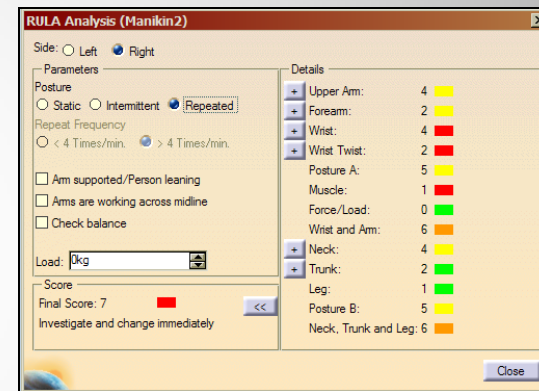 RULA Analysis (Manikin2)
Side: Left Right
Parameters
Posture
Static Intermittent Repeated
Repeat Frequency
< 4 Times/min. > 4 Times/min.
Arm supported/Person leaning
Arms are working across midline
Check balance
Load: 0kg
Score
Final Score: 7
<<
Investigate and change immediately
Details
+ Upper Arm: 4
+ Forearm: 2
+ Wrist: 4
+ Wrist Twist: 2
Posture A: 5
Muscle: 1
Force/Load: 0
Wrist and Arm: 6
+ Neck: 4
+ Trunk: 2
Leg: 1
Posture B: 5
Neck, Trunk and Leg: 6
Close